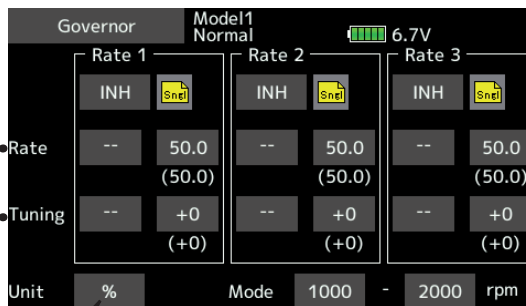 Governor Model1 Normal 6.7V
Rate 1 Rate 2 Rate 3
INH Sngl INH Sngl INH Sngl
Rate -- 50.0 -- 50.0 -- 50.0
(50.0) (50.0) (50.0)
Tuning -- +0 -- +0 -- +0
(+0) (+0) (+0)
Unit % Mode 1000 - 2000 rpm